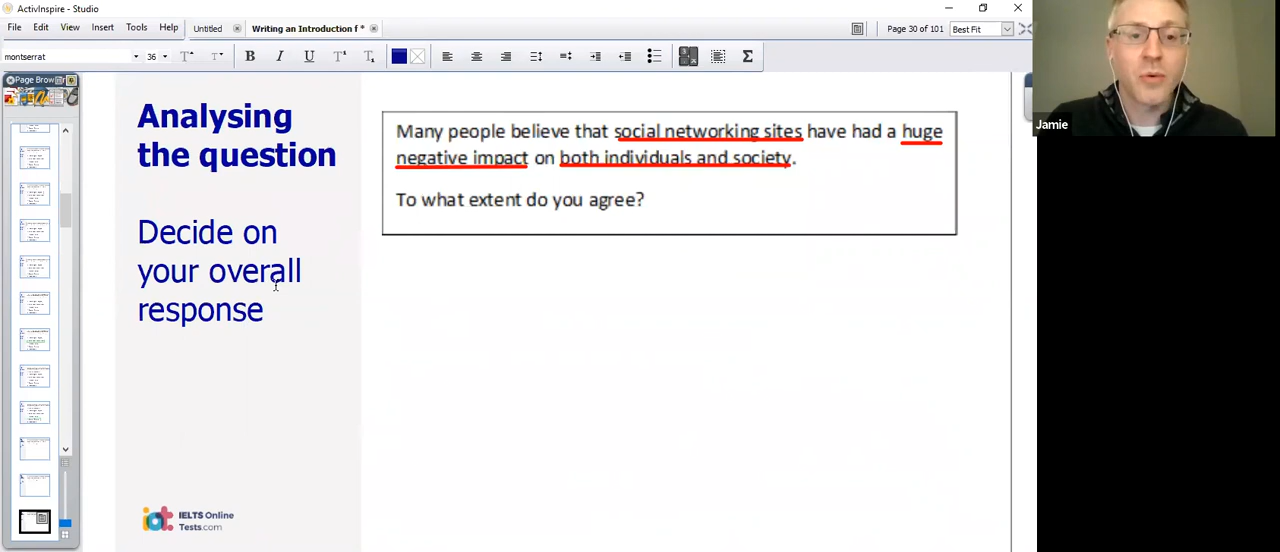 ActivInspire - Studio
File Edit View Insert Tools Help
Untitled
Writing an Introduction f *
Page 30 of 101
Best Fit
montserrat
36
B I U
Page Brow
Jamie
Analysing
the question
Decide on
your overall
response
Many people believe that social networking sites have had a huge
negative impact on both individuals and society.
To what extent do you agree?
iot
IELTS Online
Tests.com